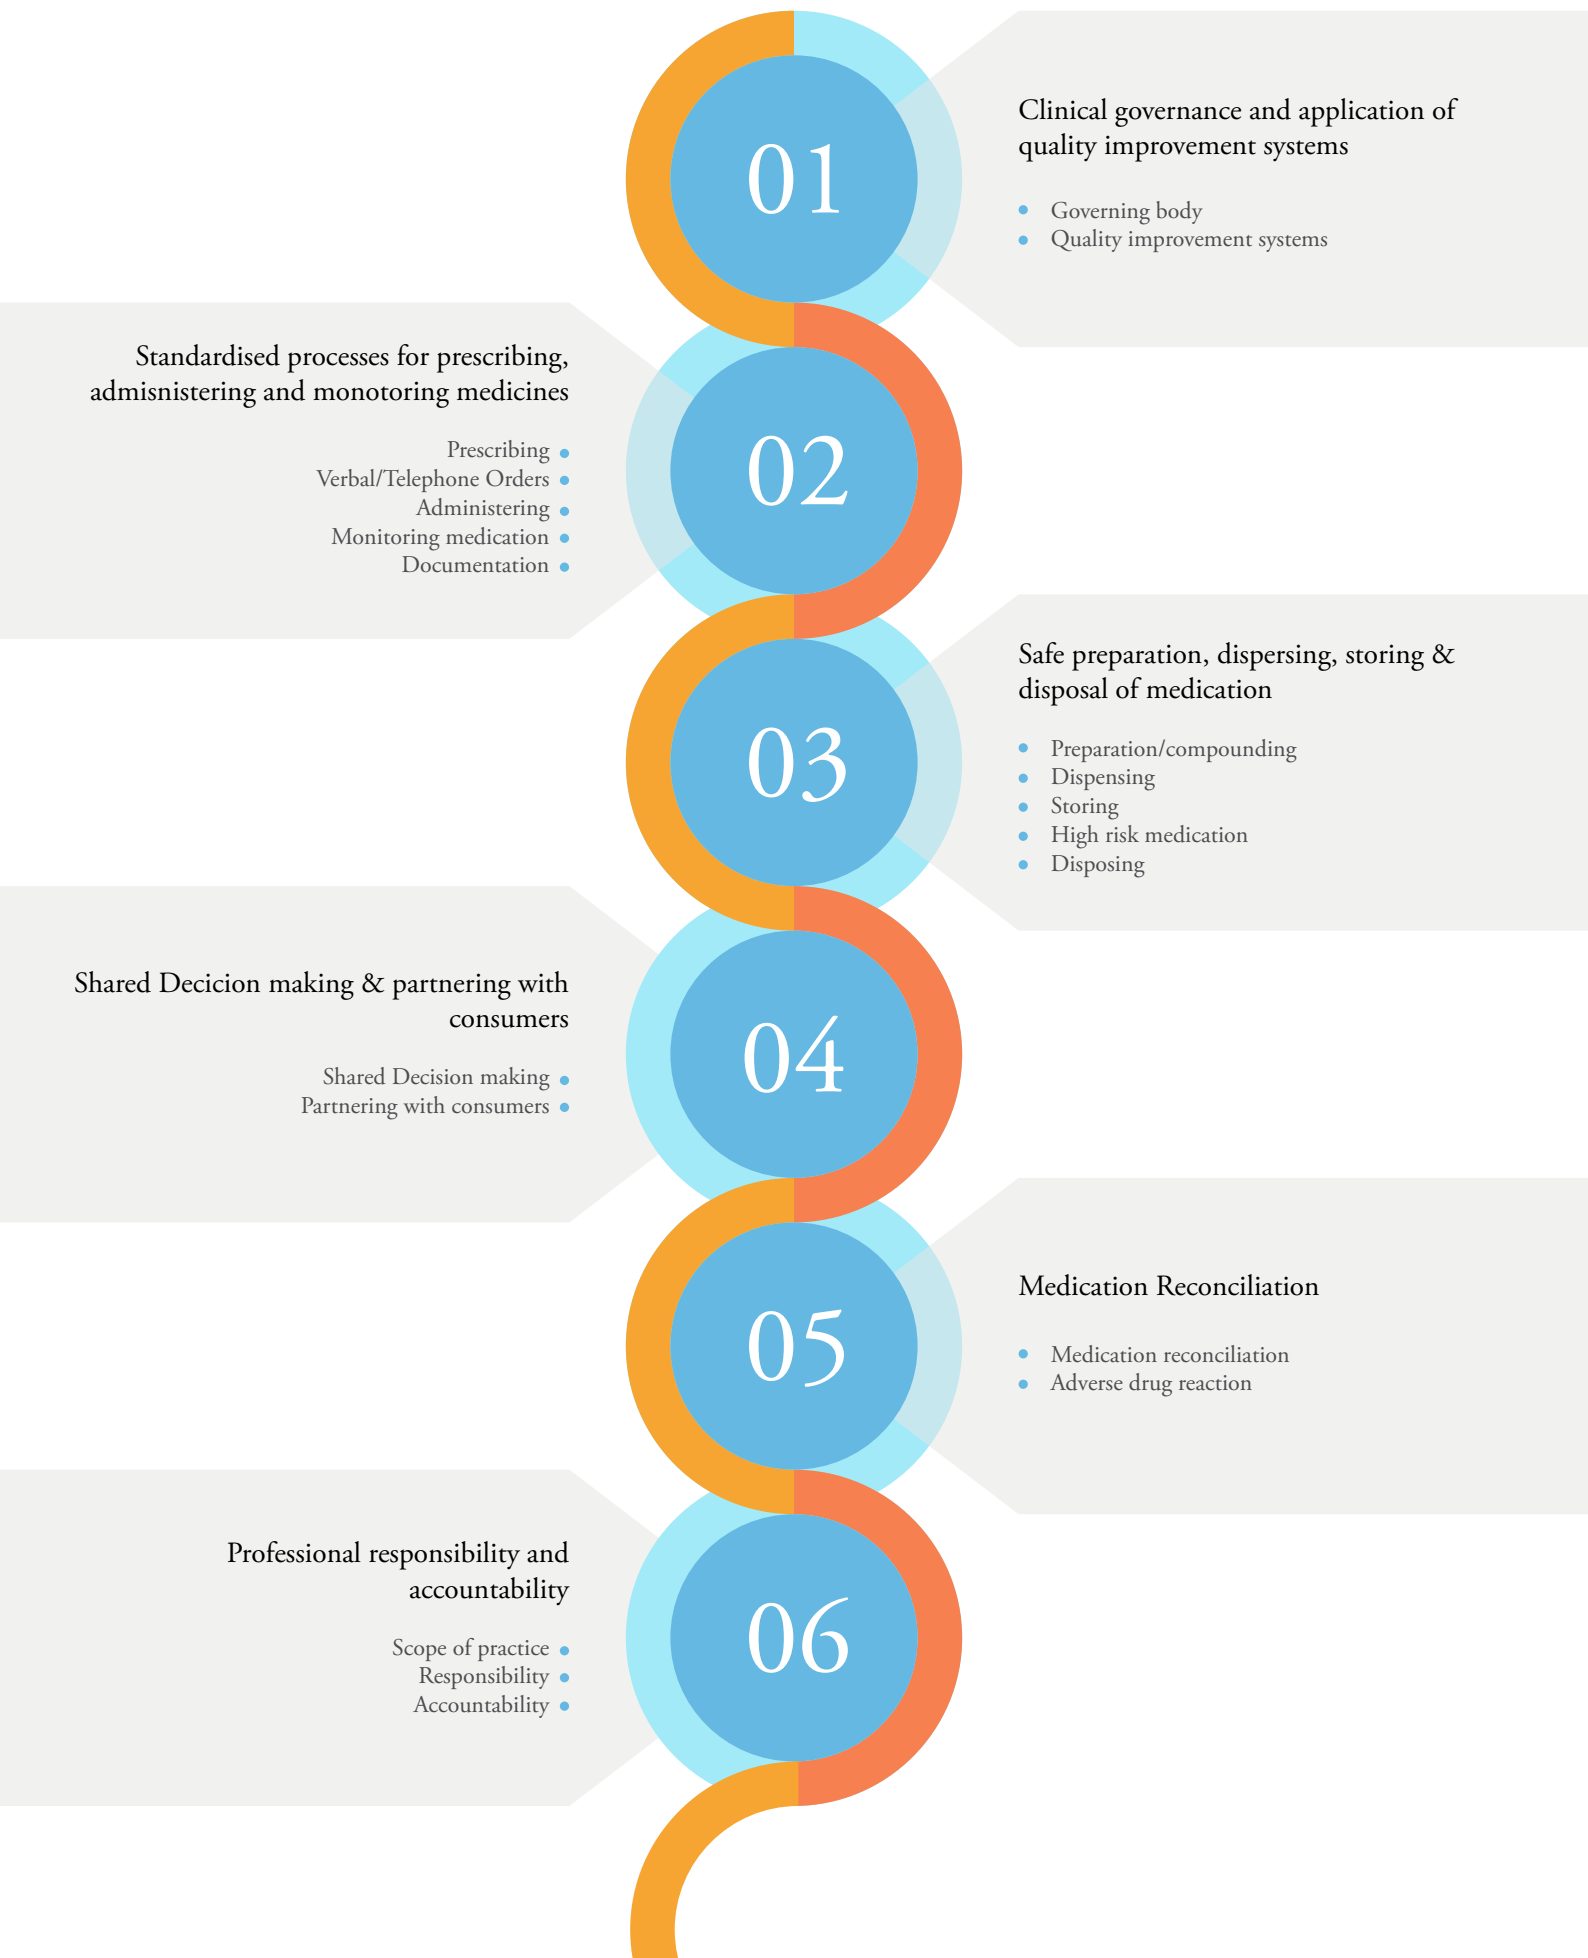 01
Clinical governance and application of
quality improvement systems
Governing body
Quality improvement systems
Standardised processes for prescribing,
admisnistering and monotoring medicines
Prescribing
Verbal/Telephone Orders
Administering
Monitoring medication
Documentation
02
03
Safe preparation, dispersing, storing &
disposal of medication
Preparation/compounding
Dispensing
Storing
High risk medication
Disposing
Shared Decicion making & partnering with
consumers
Shared Decision making
Partnering with consumers
04
05
Medication Reconciliation
Medication reconciliation
Adverse drug reaction
Professional responsibility and
accountability
Scope of practice
Responsibility
Accountability
06